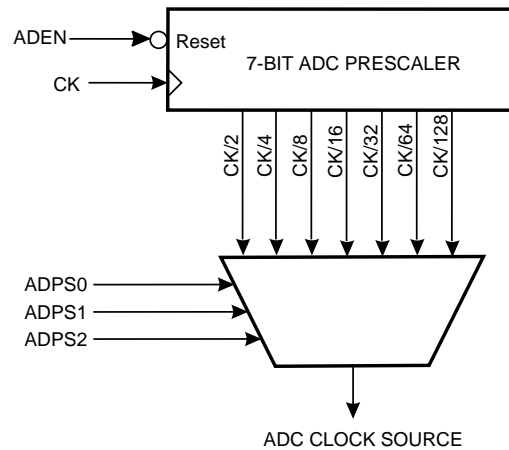 ADEN
Reset
7-BIT ADC PRESCALER
CK
CK/2
CK/4
CK/8
CK/16
CK/32
CK/64
CK/128
ADPS0
ADPS1
ADPS2
ADC CLOCK SOURCE